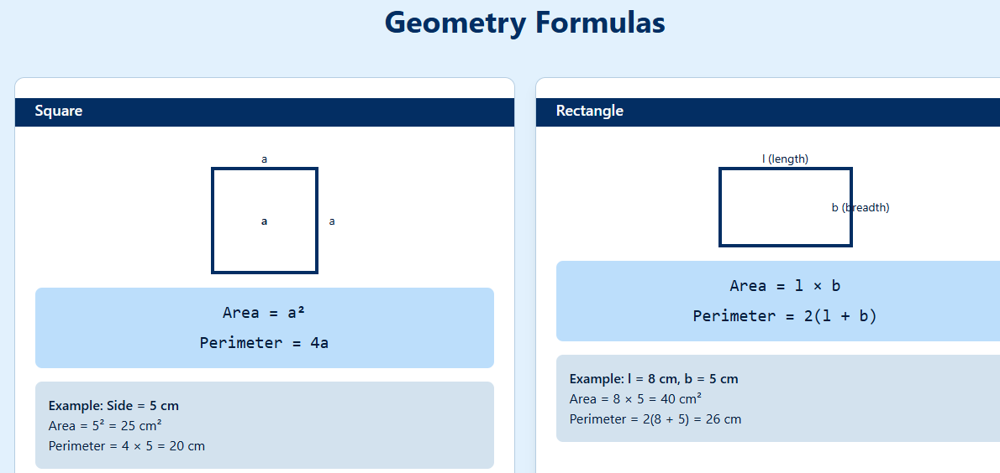 Geometry Formulas
Square
a
a
a
Area = a²
Perimeter = 4a
Example: Side = 5 cm
Area = 5² = 25 cm²
Perimeter = 4 × 5 = 20 cm
Rectangle
l (length)
b (breadth)
Area = l × b
Perimeter = 2(l + b)
Example: l = 8 cm, b = 5 cm
Area = 8 × 5 = 40 cm²
Perimeter = 2(8 + 5) = 26 cm